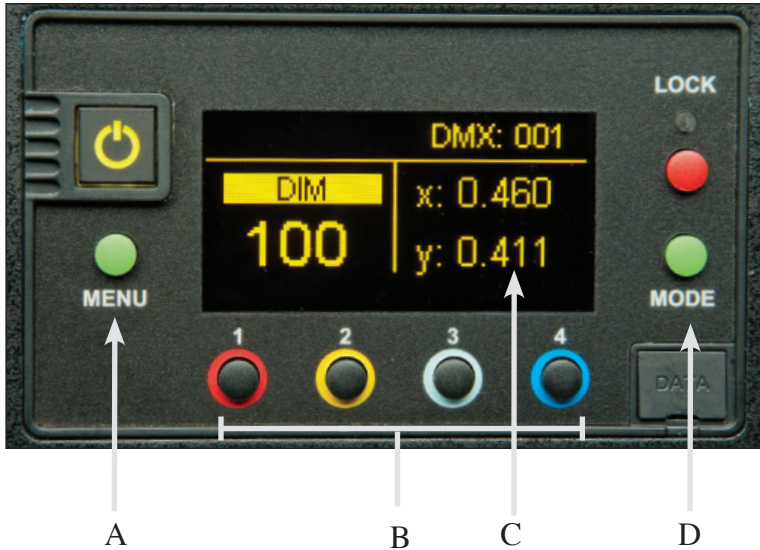 LOCK
DMX: 001
DIM
100
x: 0.460
y: 0.411
MENU
MODE
1 2 3 4
DATA
A B C D